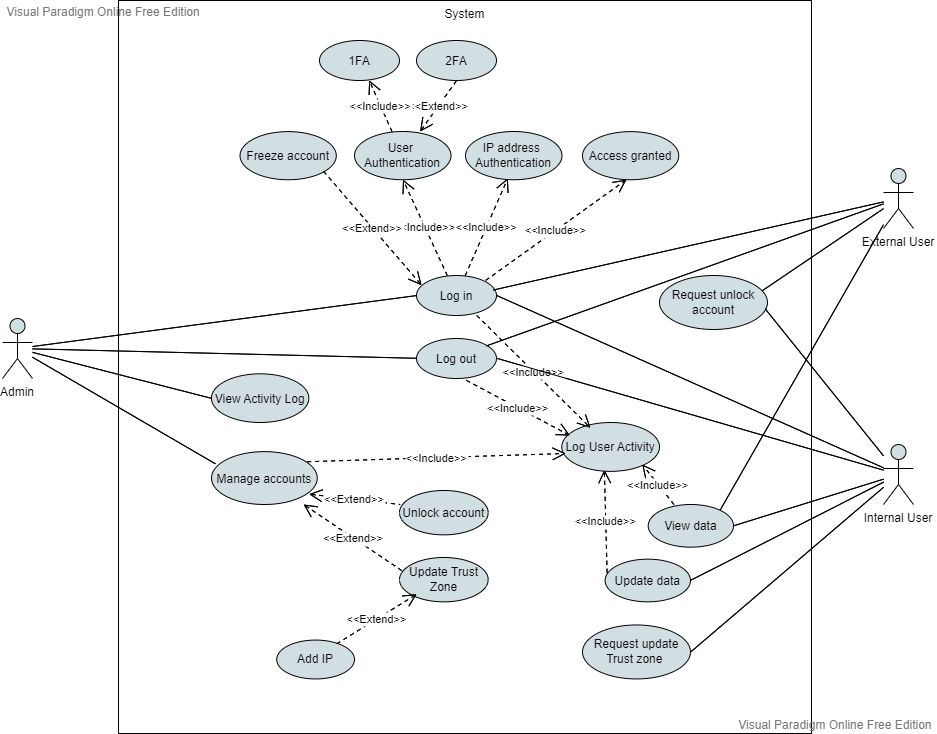 Visual Paradigm Online Free Edition
System
1FA
2FA
<<Include>>
<<Extend>>
Freeze account
User
Authentication
IP address
Authentication
Access granted
<<Extend>>
<<Include>>
<<Include>>
<<Include>>
External User
Log in
Request unlock
account
Log out
Admin
<<Include>>
View Activity Log
<<Include>>
Log User Activity
<<Include>>
Manage accounts
<<Include>>
<<Extend>>
Unlock account
<<Include>>
View data
Internal User
<<Extend>>
Update Trust
Zone
Update data
<<Extend>>
Request update
Trust zone
Add IP
Visual Paradigm Online Free Edition